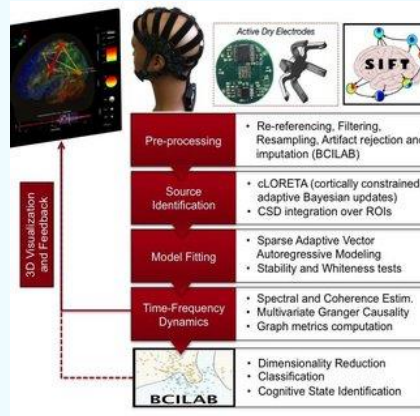 Active Dry Electrodes
SIFT
Pre-processing
• Re-referencing, Filtering,
Resampling, Artifact rejection and
imputation (BCILAB)
Source
Identification
• cLORETA (cortically constrained
adaptive Bayesian updates)
• CSD integration over ROIs
Model Fitting
• Sparse Adaptive Vector
Autoregressive Modeling
• Stability and Whiteness tests
Time-Frequency
Dynamics
• Spectral and Coherence Estim.
• Multivariate Granger Causality
• Graph metrics computation
3D Visualization
and Feedback
BCILAB
• Dimensionality Reduction
• Classification
• Cognitive State Identification